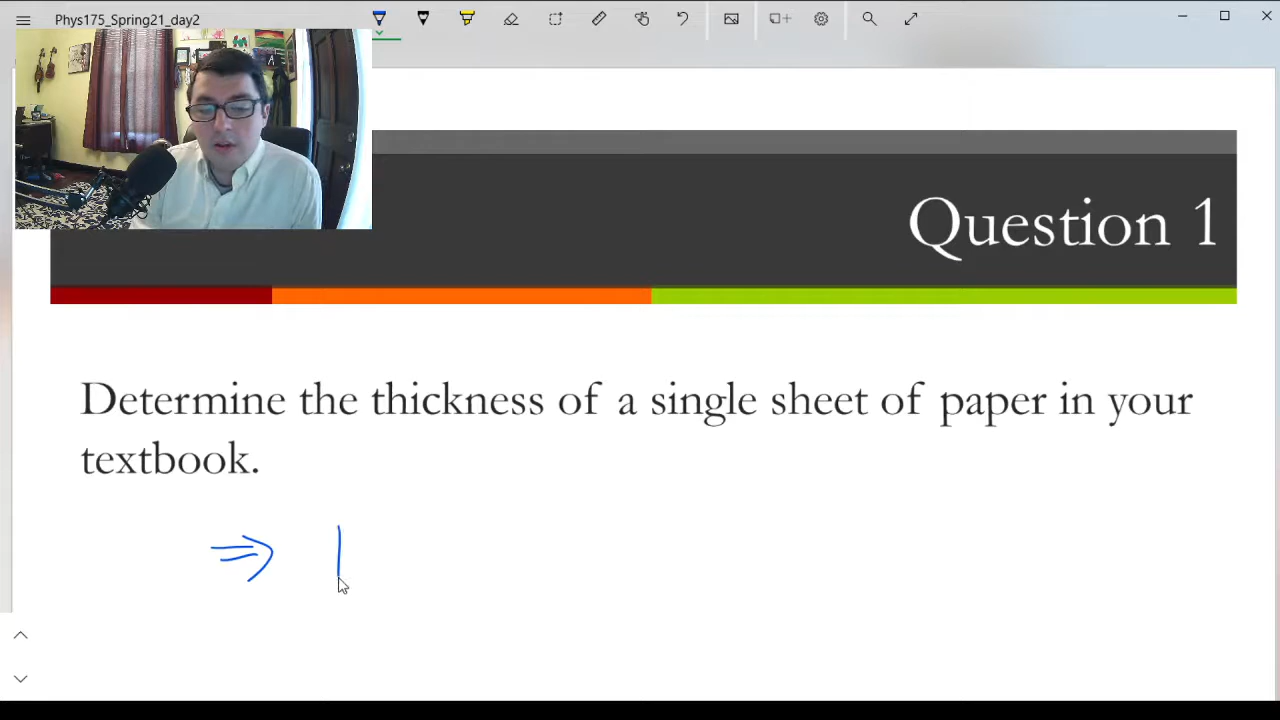 Phys175_Spring21_day2
Question 1
Determine the thickness of a single sheet of paper in your
textbook.
⇒ |